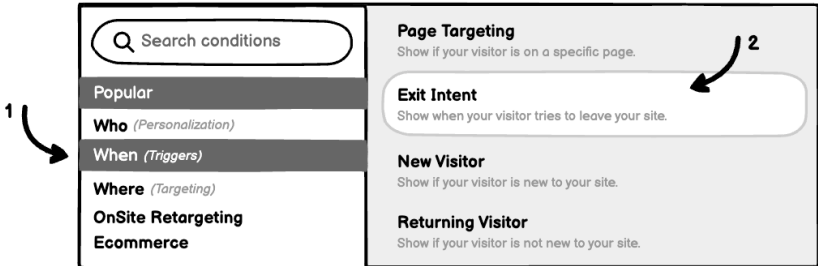 Search conditions
Popular
1
Who (Personalization)
When (Triggers)
Where (Targeting)
OnSite Retargeting
Ecommerce
Page Targeting
Show if your visitor is on a specific page.
2
Exit Intent
Show when your visitor tries to leave your site.
New Visitor
Show if your visitor is new to your site.
Returning Visitor
Show if your visitor is not new to your site.